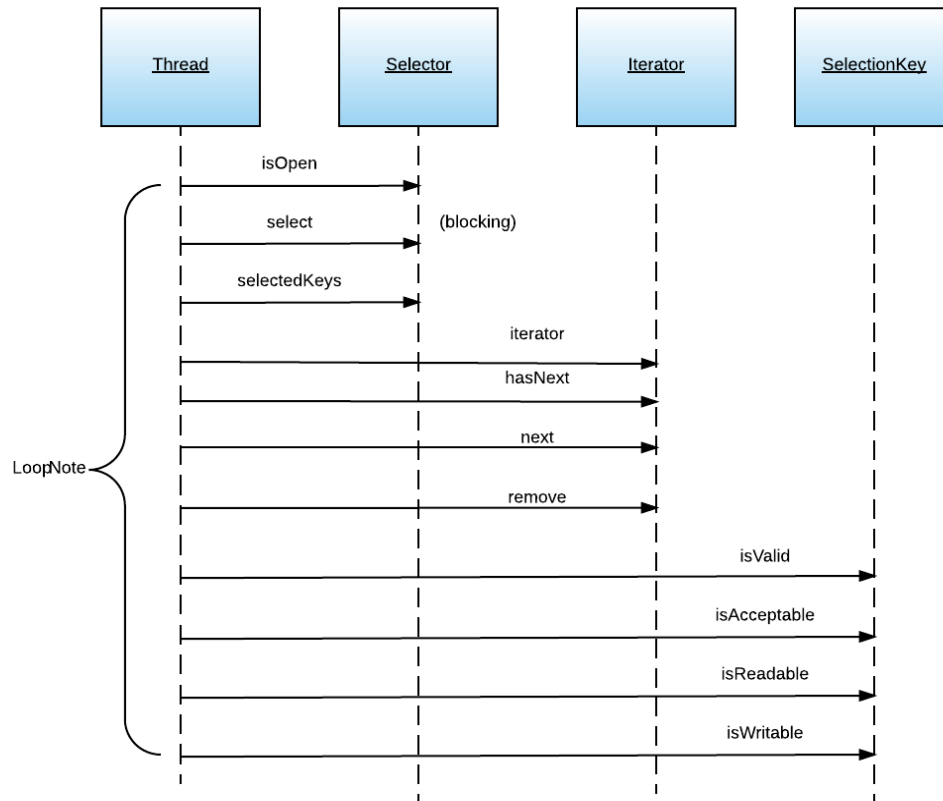 Thread
Selector
Iterator
SelectionKey
isOpen
select
(blocking)
selectedKeys
iterator
hasNext
LoopNote
next
remove
isValid
isAcceptable
isReadable
isWritable